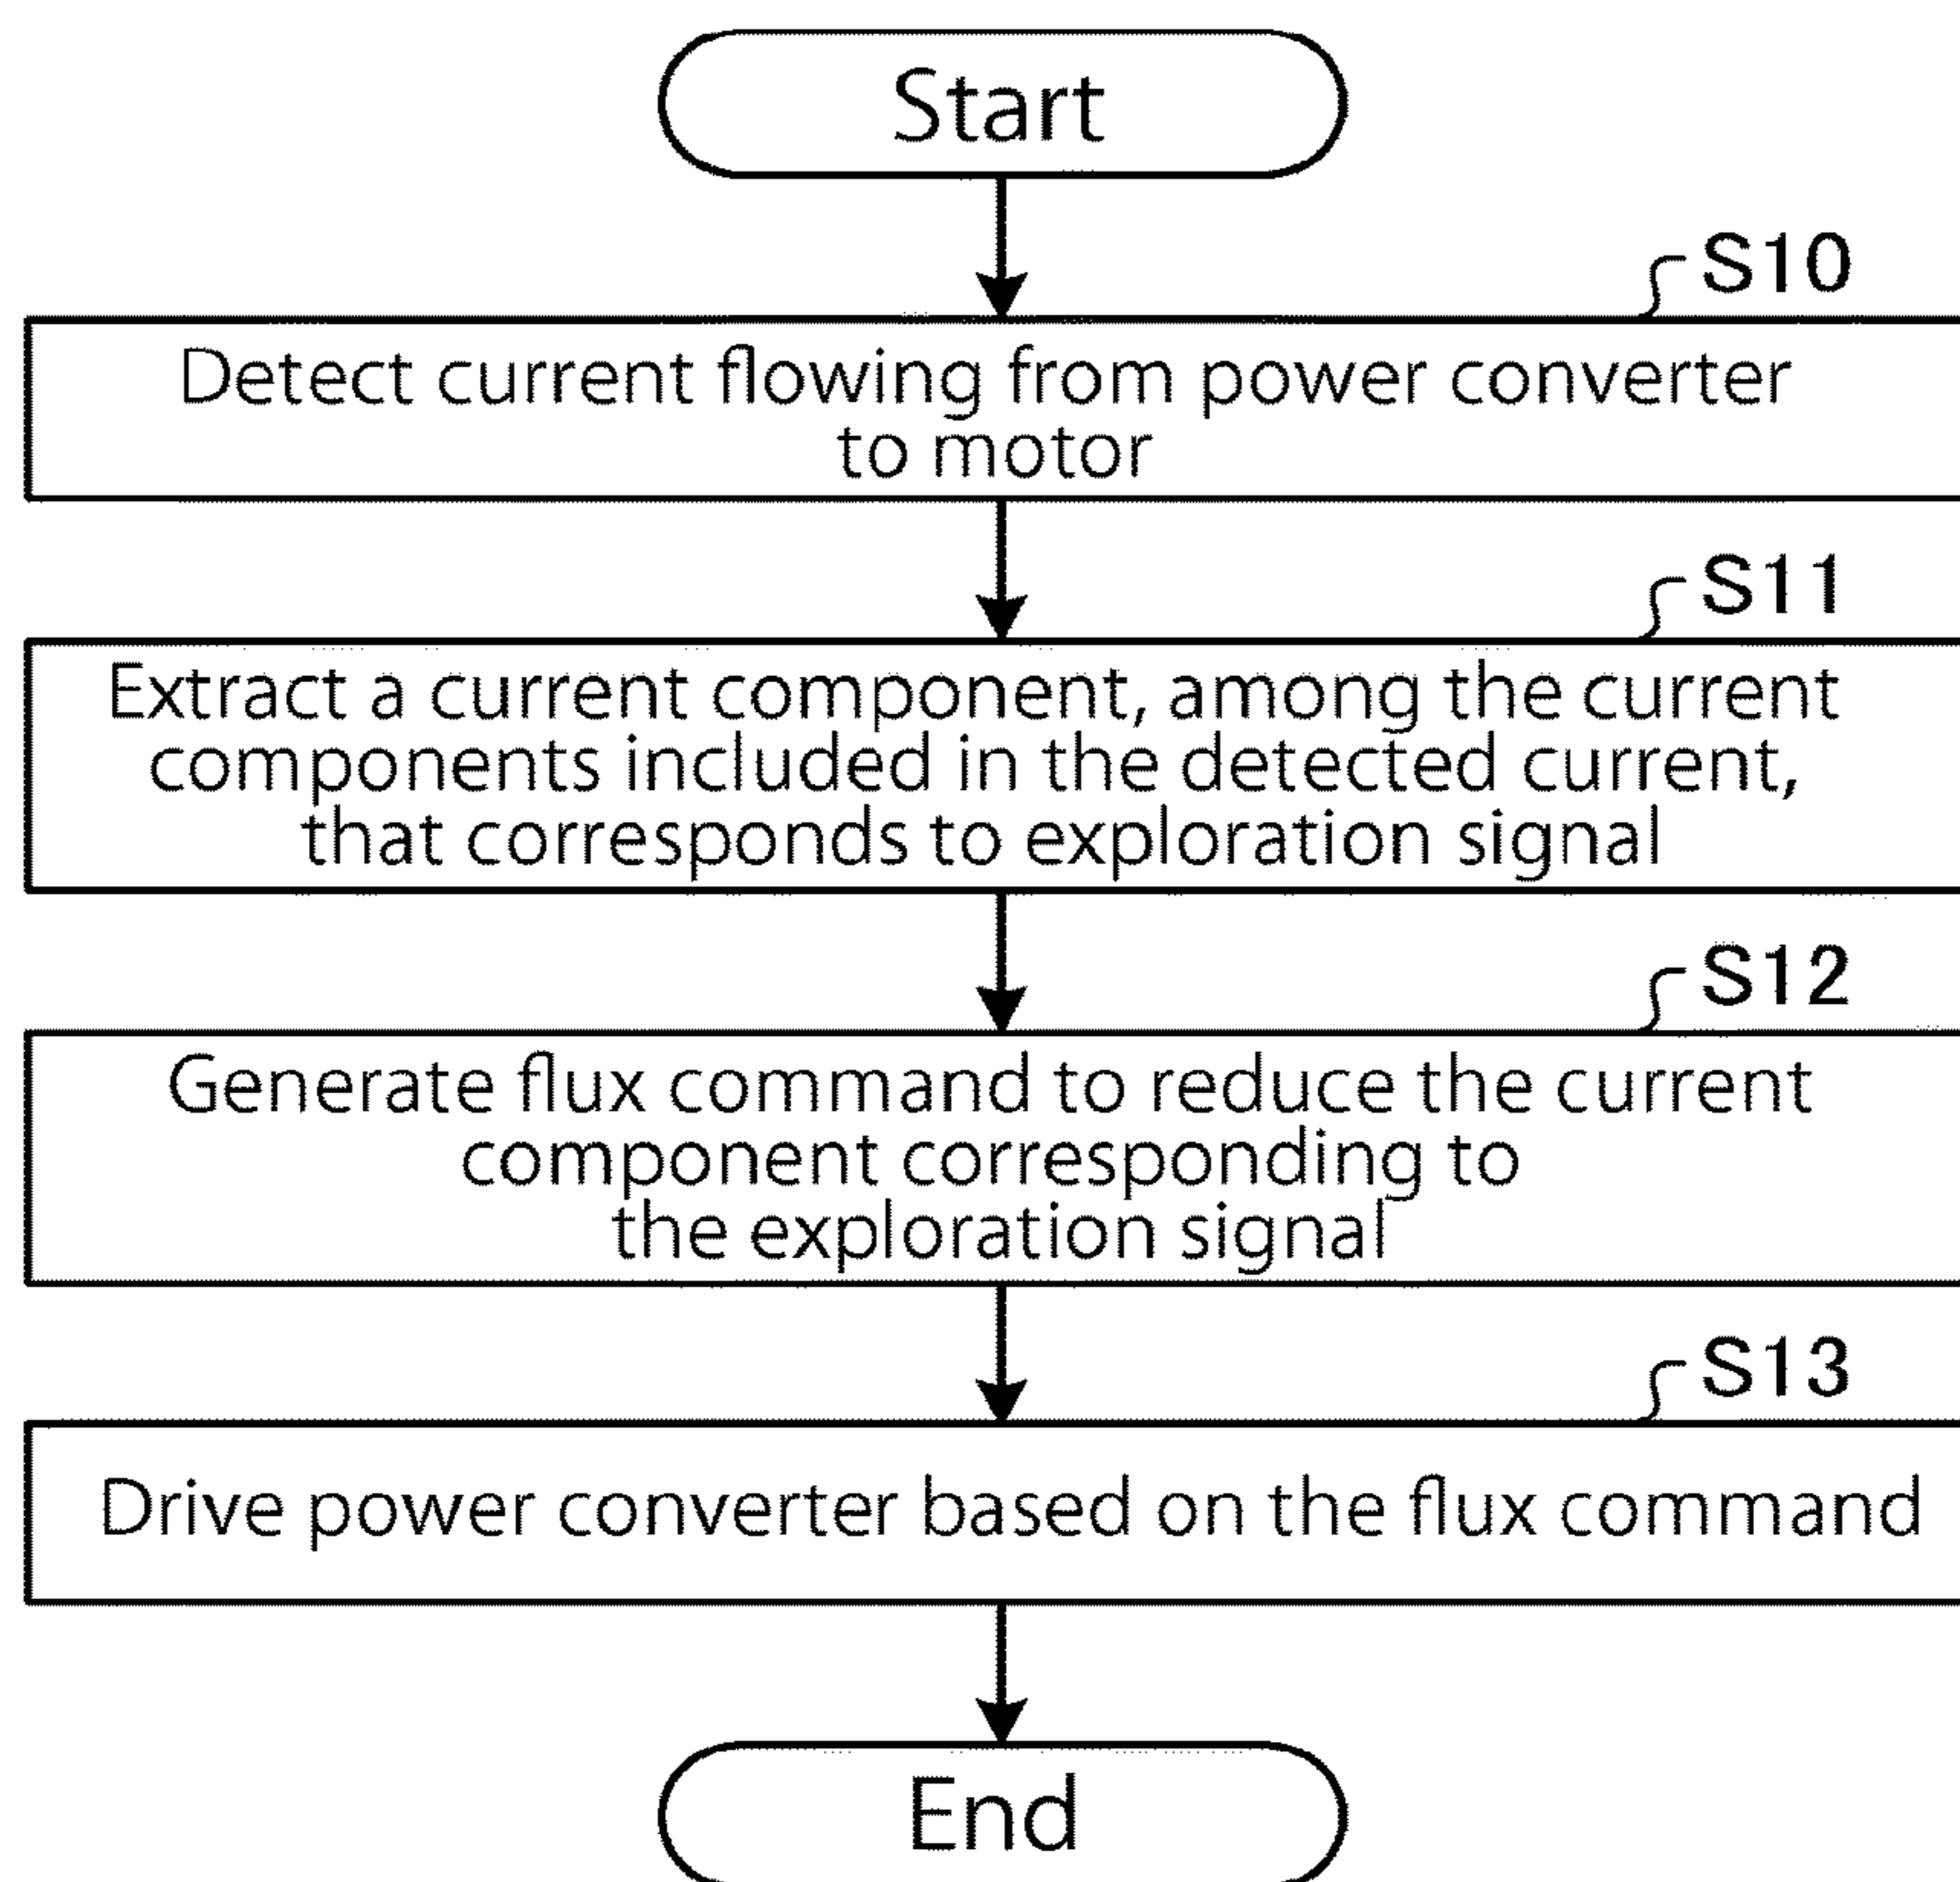 Start
S10
Detect current flowing from power converter
to motor
S11
Extract a current component, among the current
components included in the detected current,
that corresponds to exploration signal
S12
Generate flux command to reduce the current
component corresponding to
the exploration signal
S13
Drive power converter based on the flux command
End